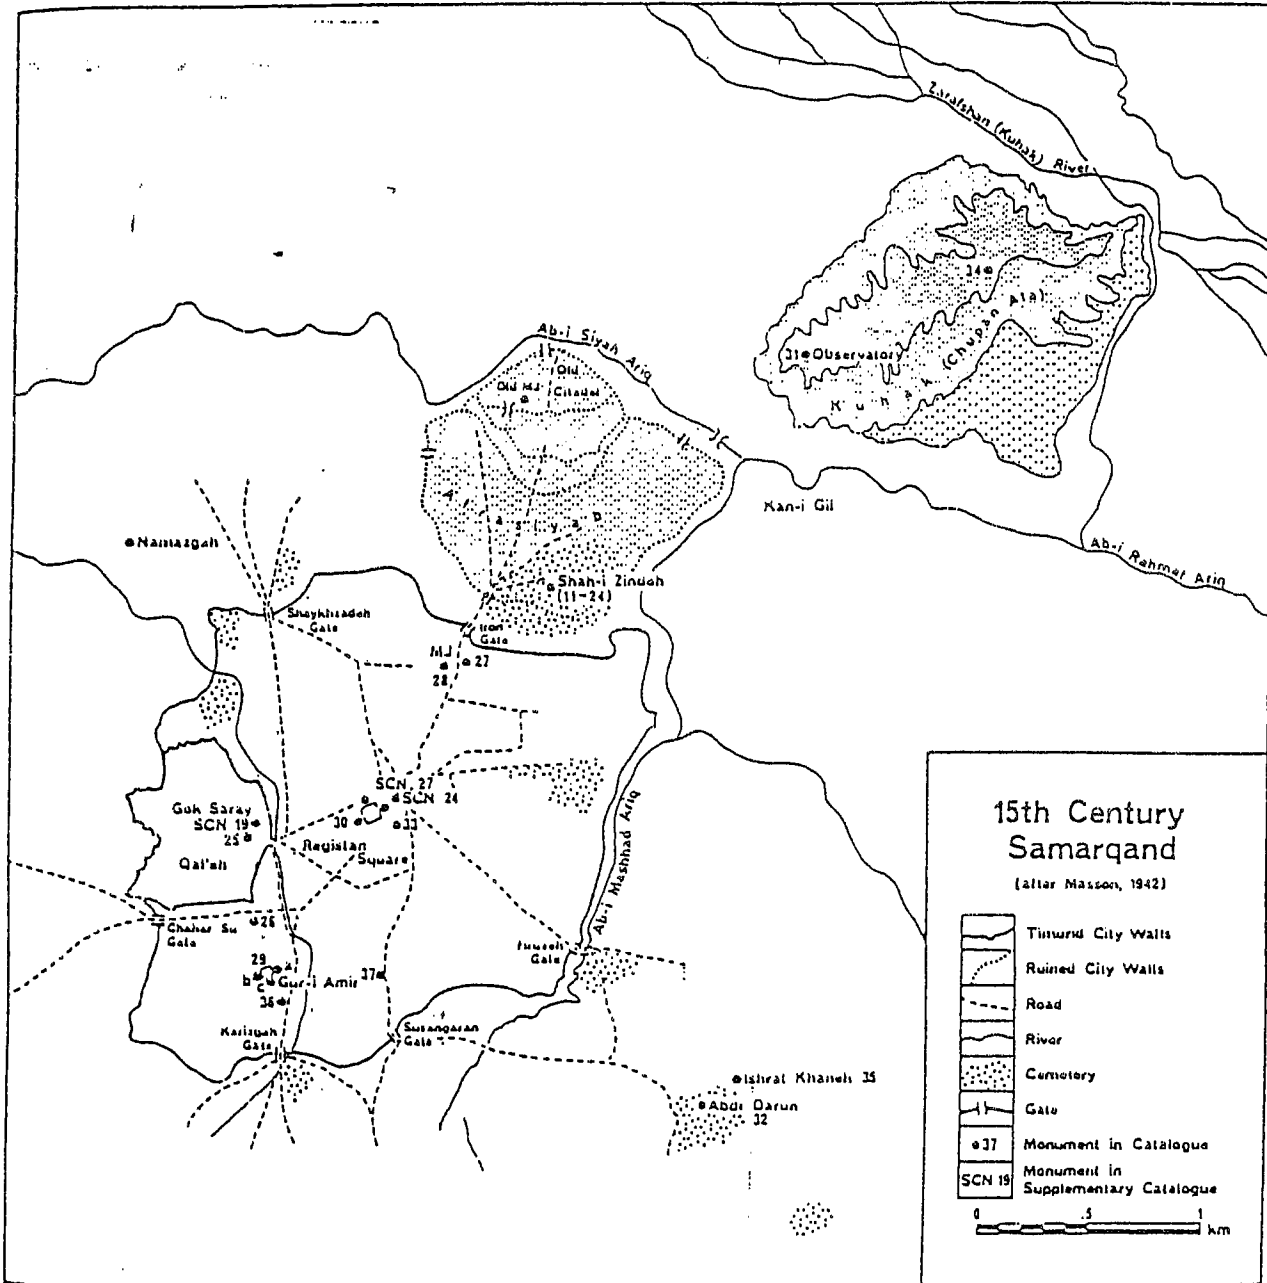 Zarafshan (Kuhak) River
34
Ab-i Siyah Ariq
31 Observatory
Kuhak (Chupan Ata)
Old
Citadel
Old MJ
Afrasiyab
Kan-i Gil
Ab-i Rahmat Ariq
Namazgah
Shah-i Zindah
(11-24)
Shaykhzadeh
Gate
Iron
Gate
MJ
27
28
SCN 27
b
SCN 24
Guk Saray
SCN 19
25
30
33
Registan
Square
Qal'ah
Ab-i Mashhad Ariq
Chahar Su
Gate
26
Gate
29
a
b
c
Gur-i Amir
37
36
Gate
Suzangaran
Gate
Ishrat Khaneh 35
Abdi Darun
32
15th Century
Samarqand
(after Masson, 1942)
Timurid City Walls
Ruined City Walls
Road
River
Cemetery
Gate
37
Monument in Catalogue
SCN 19
Monument in
Supplementary Catalogue
0
.5
1
km